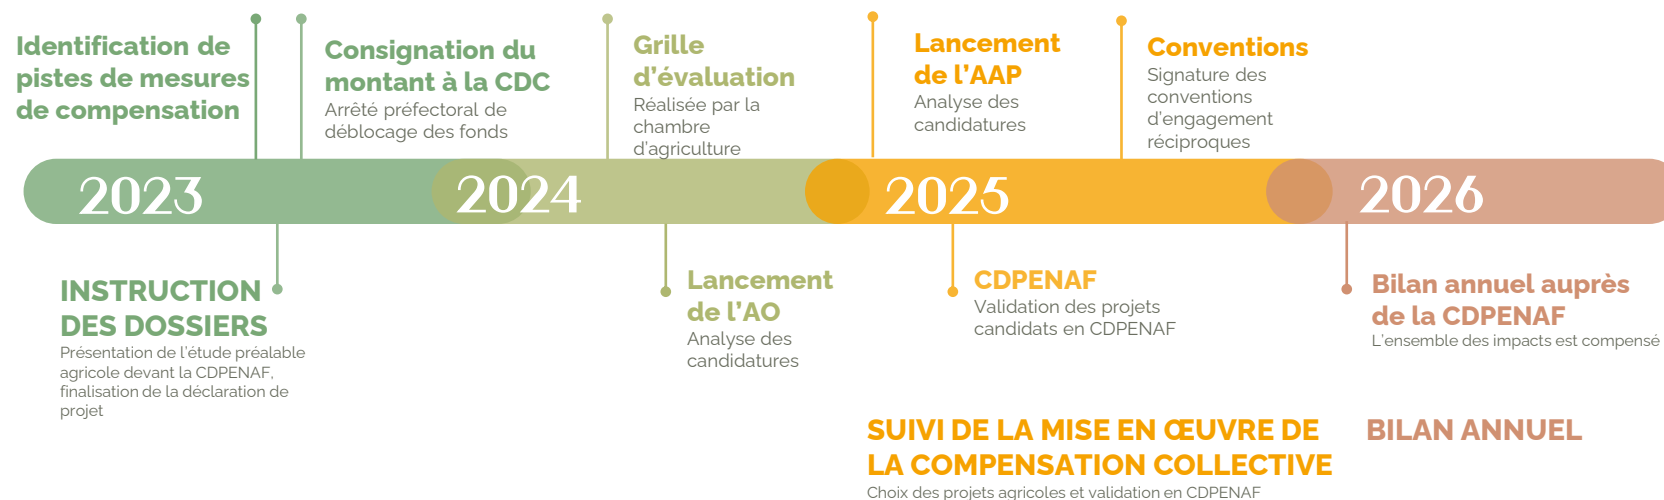 Identification de
pistes de mesures
de compensation
Consignation du
montant à la CDC
Arrêté préfectoral de
déblocage des fonds
Grille
d'évaluation
Réalisée par la
chambre
d'agriculture
Lancement
de l'AAP
Analyse des
candidatures
Conventions
Signature des
conventions
d'engagement
réciproques
2023
2024
2025
2026
INSTRUCTION
DES DOSSIERS
Présentation de l'étude préalable
agricole devant la CDPENAF,
finalisation de la déclaration de
projet
Lancement
de l'AO
Analyse des
candidatures
CDPENAF
Validation des projets
candidats en CDPENAF
Bilan annuel auprès
de la CDPENAF
L'ensemble des impacts est compensé
SUIVI DE LA MISE EN ŒUVRE DE
LA COMPENSATION COLLECTIVE
Choix des projets agricoles et validation en CDPENAF
BILAN ANNUEL